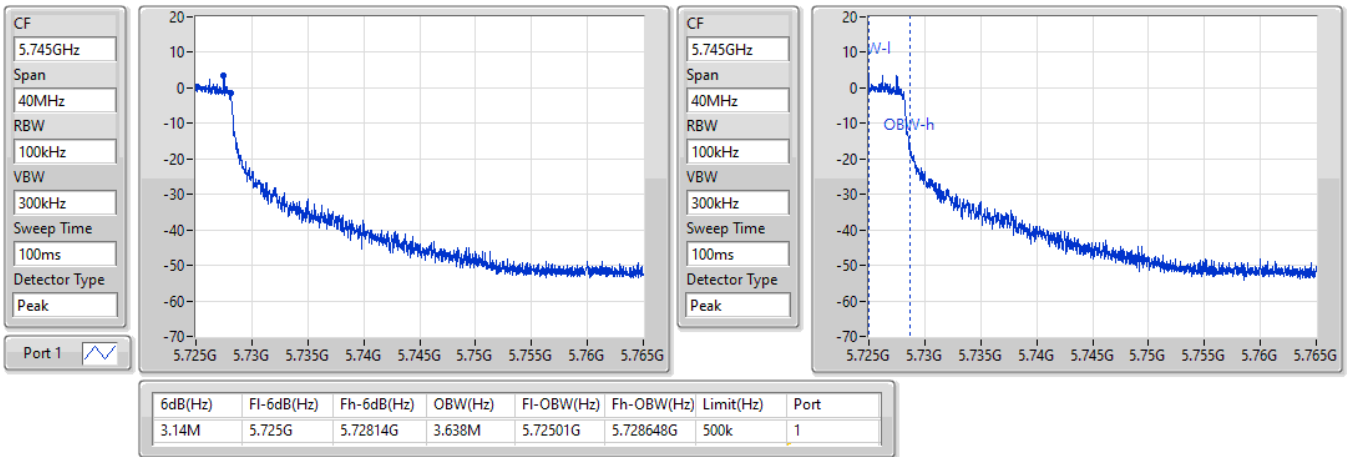 CF
5.745GHz
Span
40MHz
RBW
100kHz
VBW
300kHz
Sweep Time
100ms
Detector Type
Peak
Port 1
20
10
0
-10
-20
-30
-40
-50
-60
-70
5.725G 5.73G 5.735G 5.74G 5.745G 5.75G 5.755G 5.76G 5.765G
CF
5.745GHz
Span
40MHz
RBW
100kHz
VBW
300kHz
Sweep Time
100ms
Detector Type
Peak
20
10
0
-10
-20
-30
-40
-50
-60
-70
W-l
OBW-h
5.725G 5.73G 5.735G 5.74G 5.745G 5.75G 5.755G 5.76G 5.765G
6dB(Hz) Fl-6dB(Hz) Fh-6dB(Hz) OBW(Hz) Fl-OBW(Hz) Fh-OBW(Hz) Limit(Hz) Port
3.14M 5.725G 5.72814G 3.638M 5.72501G 5.728648G 500k 1